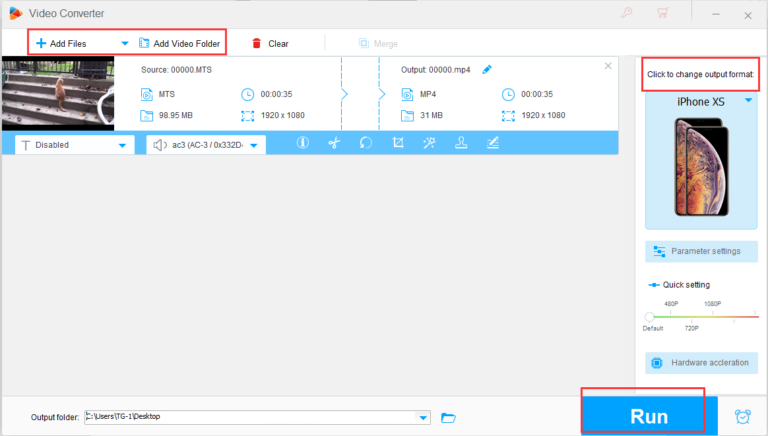 Video Converter
Add Files Add Video Folder Clear Merge
Source: 00000.MTS Output: 00000.mp4
MTS 00:00:35 MP4 00:00:35
98.95 MB 1920 x 1080 31 MB 1920 x 1080
T Disabled ac3 (AC-3 / 0x332D
Click to change output format:
iPhone XS
Parameter settings
Quick setting
480P 1080P
Default 720P
Hardware accleration
Output folder: C:\Users\TG-1\Desktop
Run